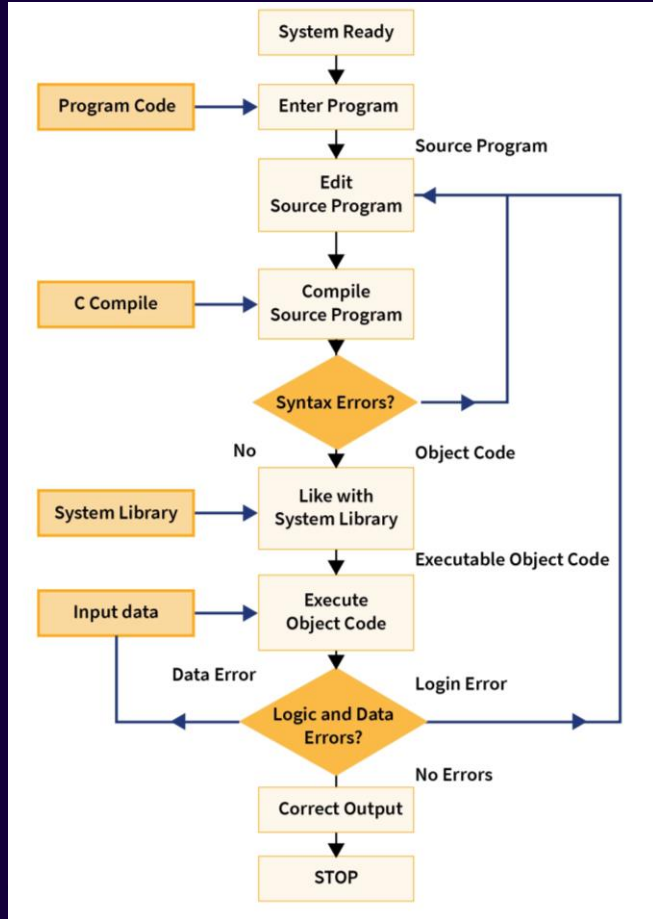 System Ready
Program Code
Enter Program
Source Program
Edit
Source Program
C Compile
Compile
Source Program
Syntax Errors?
No
Object Code
System Library
Like with
System Library
Executable Object Code
Input data
Execute
Object Code
Data Error
Login Error
Logic and Data
Errors?
No Errors
Correct Output
STOP